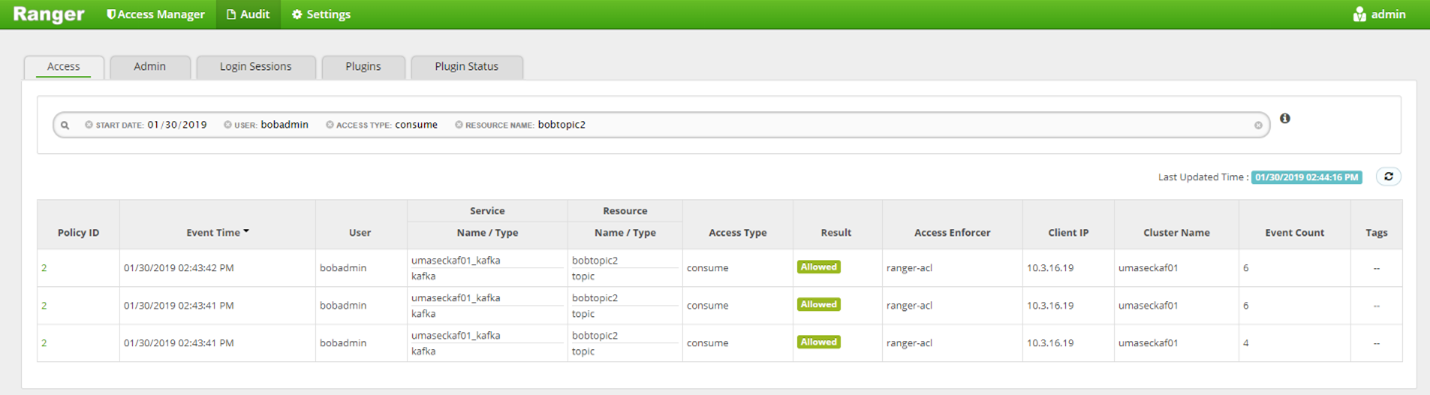 Ranger Access Manager Audit Settings admin
Access Admin Login Sessions Plugins Plugin Status
START DATE: 01/30/2019 USER: bobadmin ACCESS TYPE: consume RESOURCE NAME: bobtopic2
Last Updated Time : 01/30/2019 02:44:16 PM
Service Resource
Policy ID Event Time User Name / Type Name / Type Access Type Result Access Enforcer Client IP Cluster Name Event Count Tags
2 01/30/2019 02:43:42 PM bobadmin umaseckaf01_kafka bobtopic2 consume Allowed ranger-acl 10.3.16.19 umaseckaf01 6 --
kafka topic
2 01/30/2019 02:43:41 PM bobadmin umaseckaf01_kafka bobtopic2 consume Allowed ranger-acl 10.3.16.19 umaseckaf01 6 --
kafka topic
2 01/30/2019 02:43:41 PM bobadmin umaseckaf01_kafka bobtopic2 consume Allowed ranger-acl 10.3.16.19 umaseckaf01 4 --
kafka topic